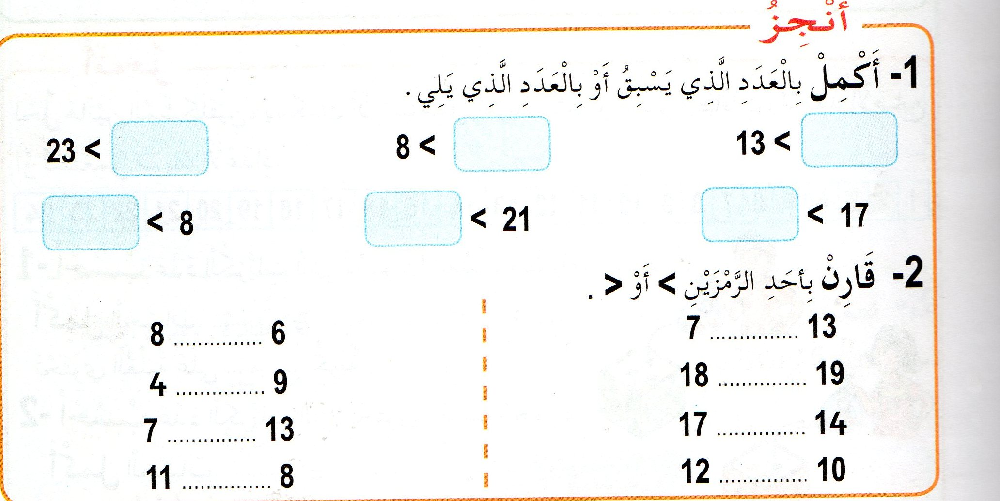 أَنْجِزُ
1- أَكْمِلْ بِالْعَدَدِ الَّذِي يَسْبِقُ أَوْ بِالْعَدَدِ الَّذِي يَلِي .
23 < 8 < 13 <
< 8 < 21 < 17
2- قَارِنْ بِأَحَدِ الرَّمْزَيْنِ < أَوْ > .
8 ............... 6 7 ............... 13
4 ............... 9 18 ............... 19
7 ............... 13 17 ............... 14
11 ............... 8 12 ............... 10